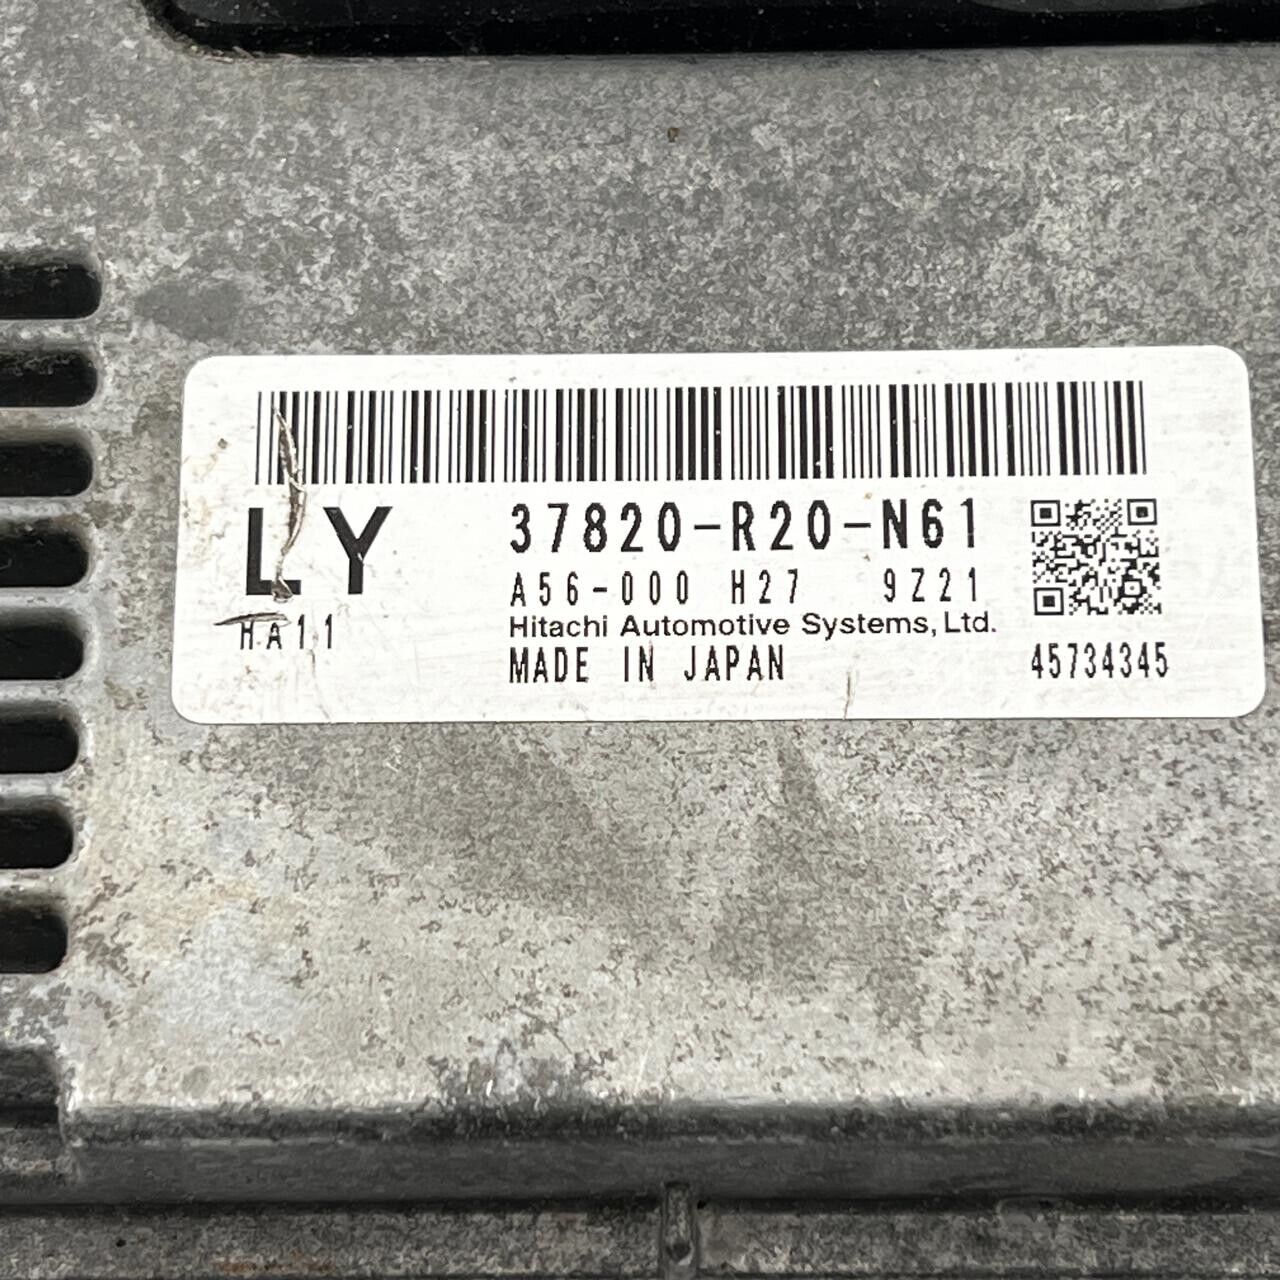 LY
HA11
37820-R20-N61
A56-000 H27 9Z21
Hitachi Automotive Systems, Ltd.
MADE IN JAPAN
45734345